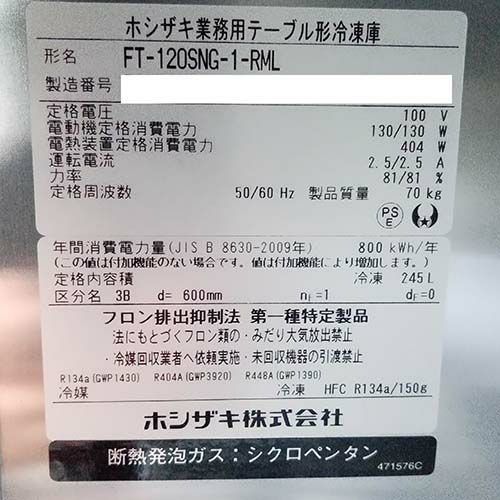 ホシザキ業務用テーブル形冷凍庫
形名 FT-120SNG-1-RML
製造番号
定格電圧 100 V
電動機定格消費電力 130/130 W
電熱装置定格消費電力 404 W
運転電流 2.5/2.5 A
力率 81/81 %
定格周波数 50/60 Hz 製品質量 70 kg
PS
E
年間消費電力量(JIS B 8630-2009年) 800 kWh/年
(この値は付加機能のない場合です。値は付加機能により増加します。)
定格内容積 冷凍 245L
区分名 3B d= 600mm nF=1 dF=0
フロン排出抑制法 第一種特定製品
法にもとづくフロン類の・みだり大気放出禁止
・冷媒回収業者へ依頼実施・未回収機器の引渡禁止
R134a(GWP1430) R404A(GWP3920) R448A(GWP1390)
冷媒 冷凍 HFC R134a/150g
ホシザキ株式会社
断熱発泡ガス：シクロペンタン
471576C